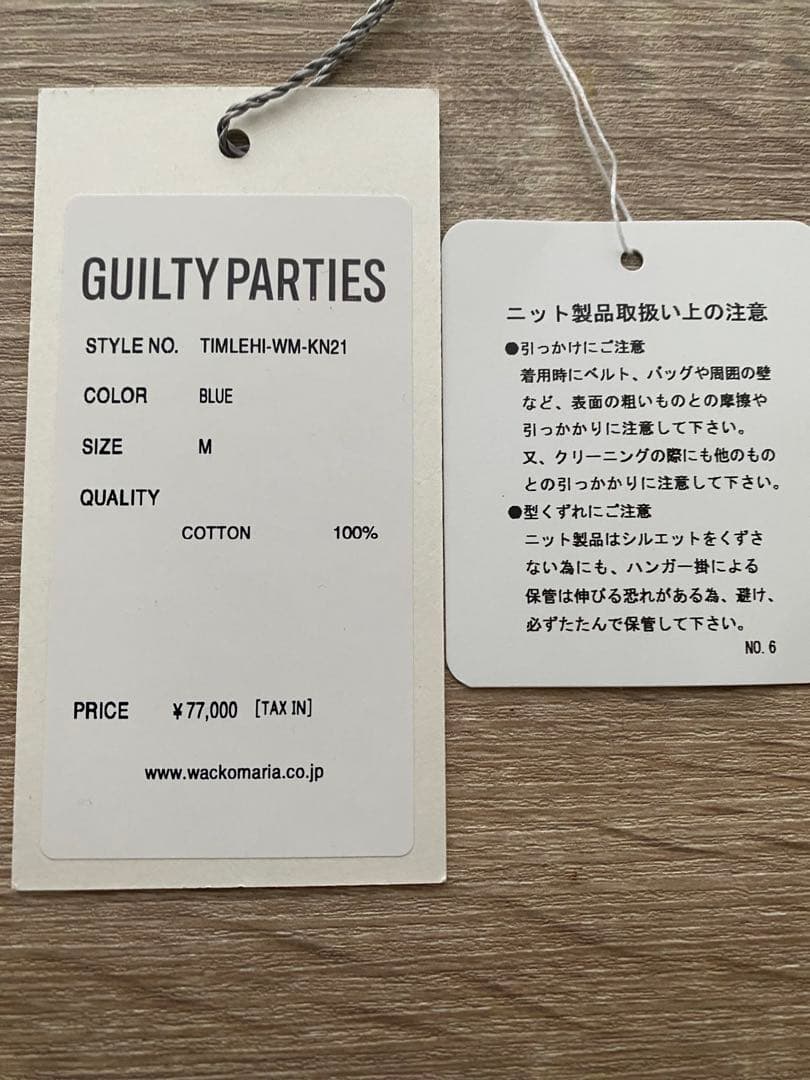 GUILTY PARTIES
STYLE NO. TIMLEHI-WM-KN21
COLOR BLUE
SIZE M
QUALITY
COTTON 100%
PRICE ¥77,000 [TAX IN]
www.wackomaria.co.jp
ニット製品取扱い上の注意
●引っかけにご注意
着用時にベルト、バッグや周囲の壁
など、表面の粗いものとの摩擦や
引っかかりに注意して下さい。
又、クリーニングの際にも他のもの
との引っかかりに注意して下さい。
●型くずれにご注意
ニット製品はシルエットをくずさ
ない為にも、ハンガー掛による
保管は伸びる恐れがある為、避け、
必ずたたんで保管して下さい。
NO. 6